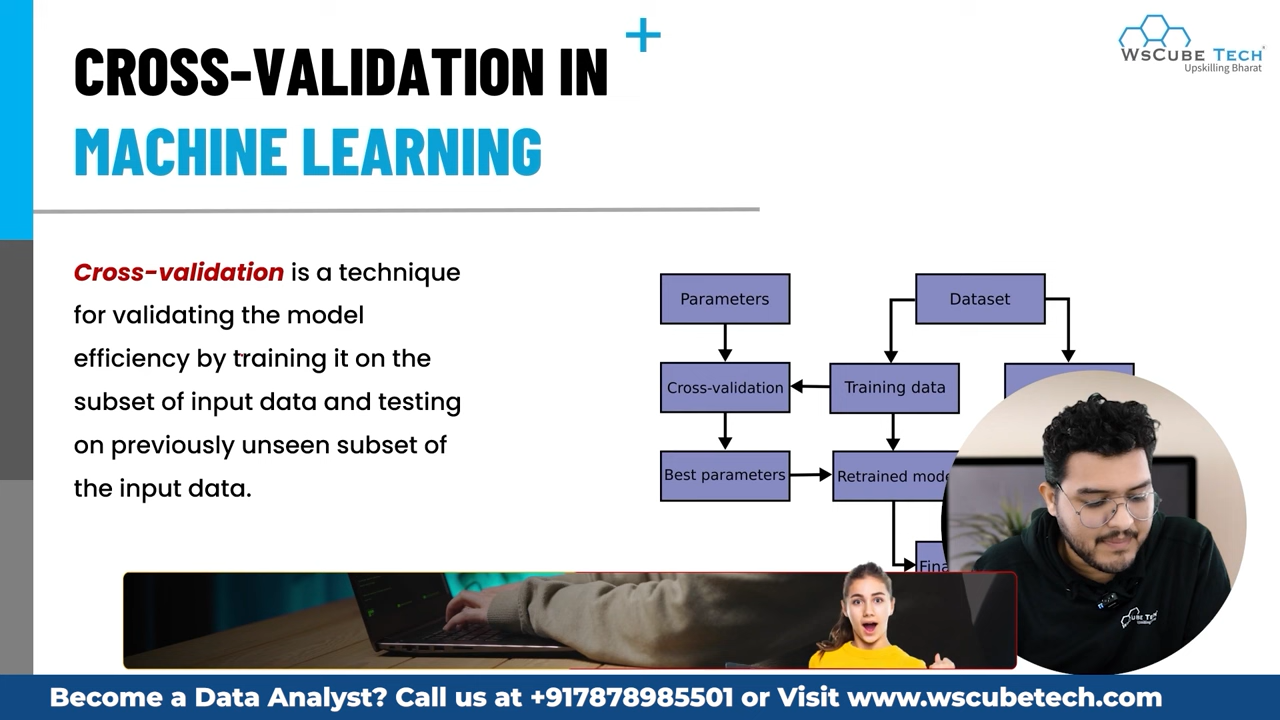 CROSS-VALIDATION IN
MACHINE LEARNING
WSCUBE TECH
Upskilling Bharat
Cross-validation is a technique
for validating the model
efficiency by training it on the
subset of input data and testing
on previously unseen subset of
the input data.
Parameters
Dataset
Cross-validation
Training data
Best parameters
Retrained mode
Fina
Become a Data Analyst? Call us at +917878985501 or Visit www.wscubetech.com